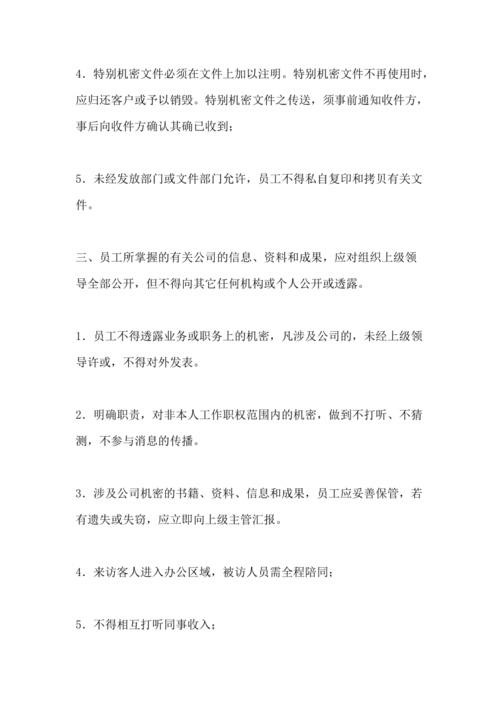 4．特别机密文件必须在文件上加以注明。特别机密文件不再使用时，
应归还客户或予以销毁。特别机密文件之传送，须事前通知收件方，
事后向收件方确认其确已收到；
5．未经发放部门或文件部门允许，员工不得私自复印和拷贝有关文
件。
三、员工所掌握的有关公司的信息、资料和成果，应对组织上级领
导全部公开，但不得向其它任何机构或个人公开或透露。
1．员工不得透露业务或职务上的机密，凡涉及公司的，未经上级领
导许或，不得对外发表。
2．明确职责，对非本人工作职权范围内的机密，做到不打听、不猜
测，不参与消息的传播。
3．涉及公司机密的书籍、资料、信息和成果，员工应妥善保管，若
有遗失或失窃，应立即向上级主管汇报。
4．来访客人进入办公区域，被访人员需全程陪同；
5．不得相互打听同事收入；